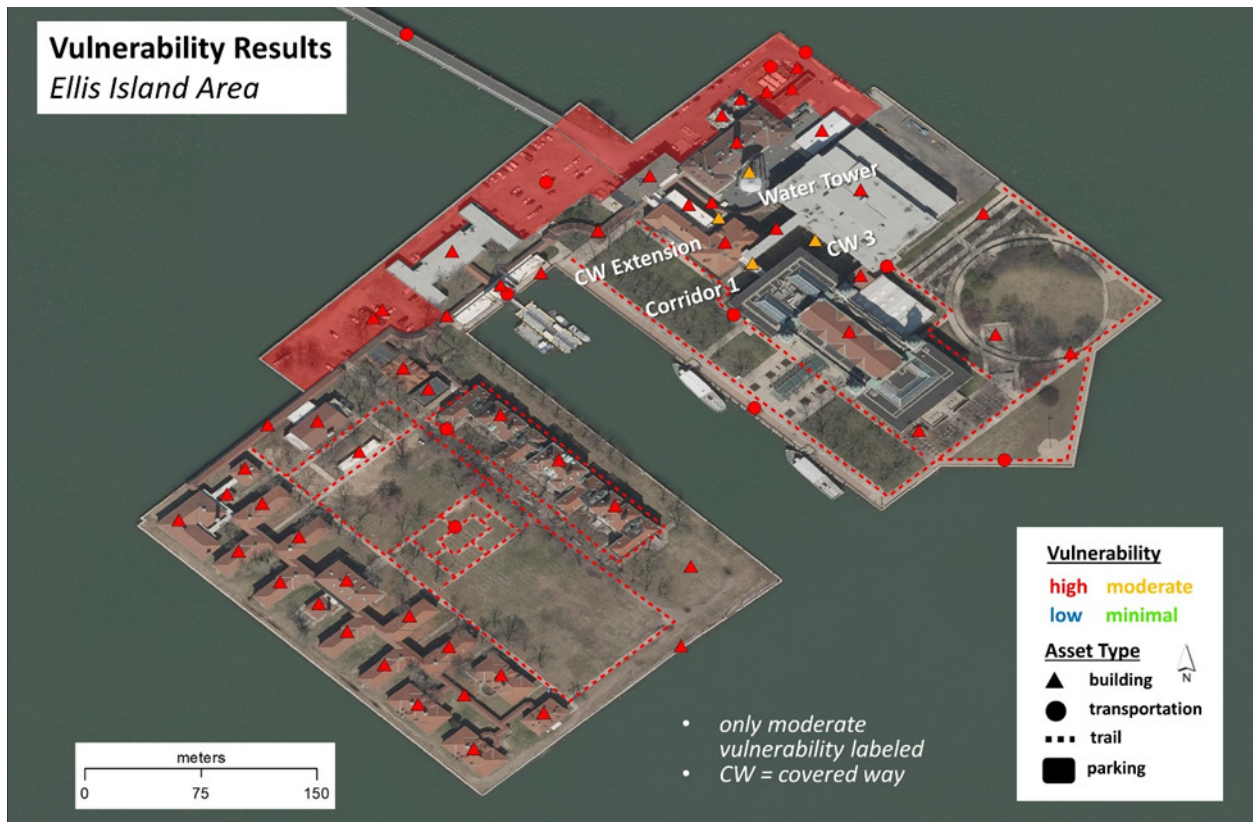 Vulnerability Results
Ellis Island Area
Water Tower
CW 3
CW Extension
Corridor 1
Vulnerability
high moderate
low minimal
Asset Type
N
building
transportation
trail
parking
• only moderate
vulnerability labeled
• CW = covered way
meters
0 75 150